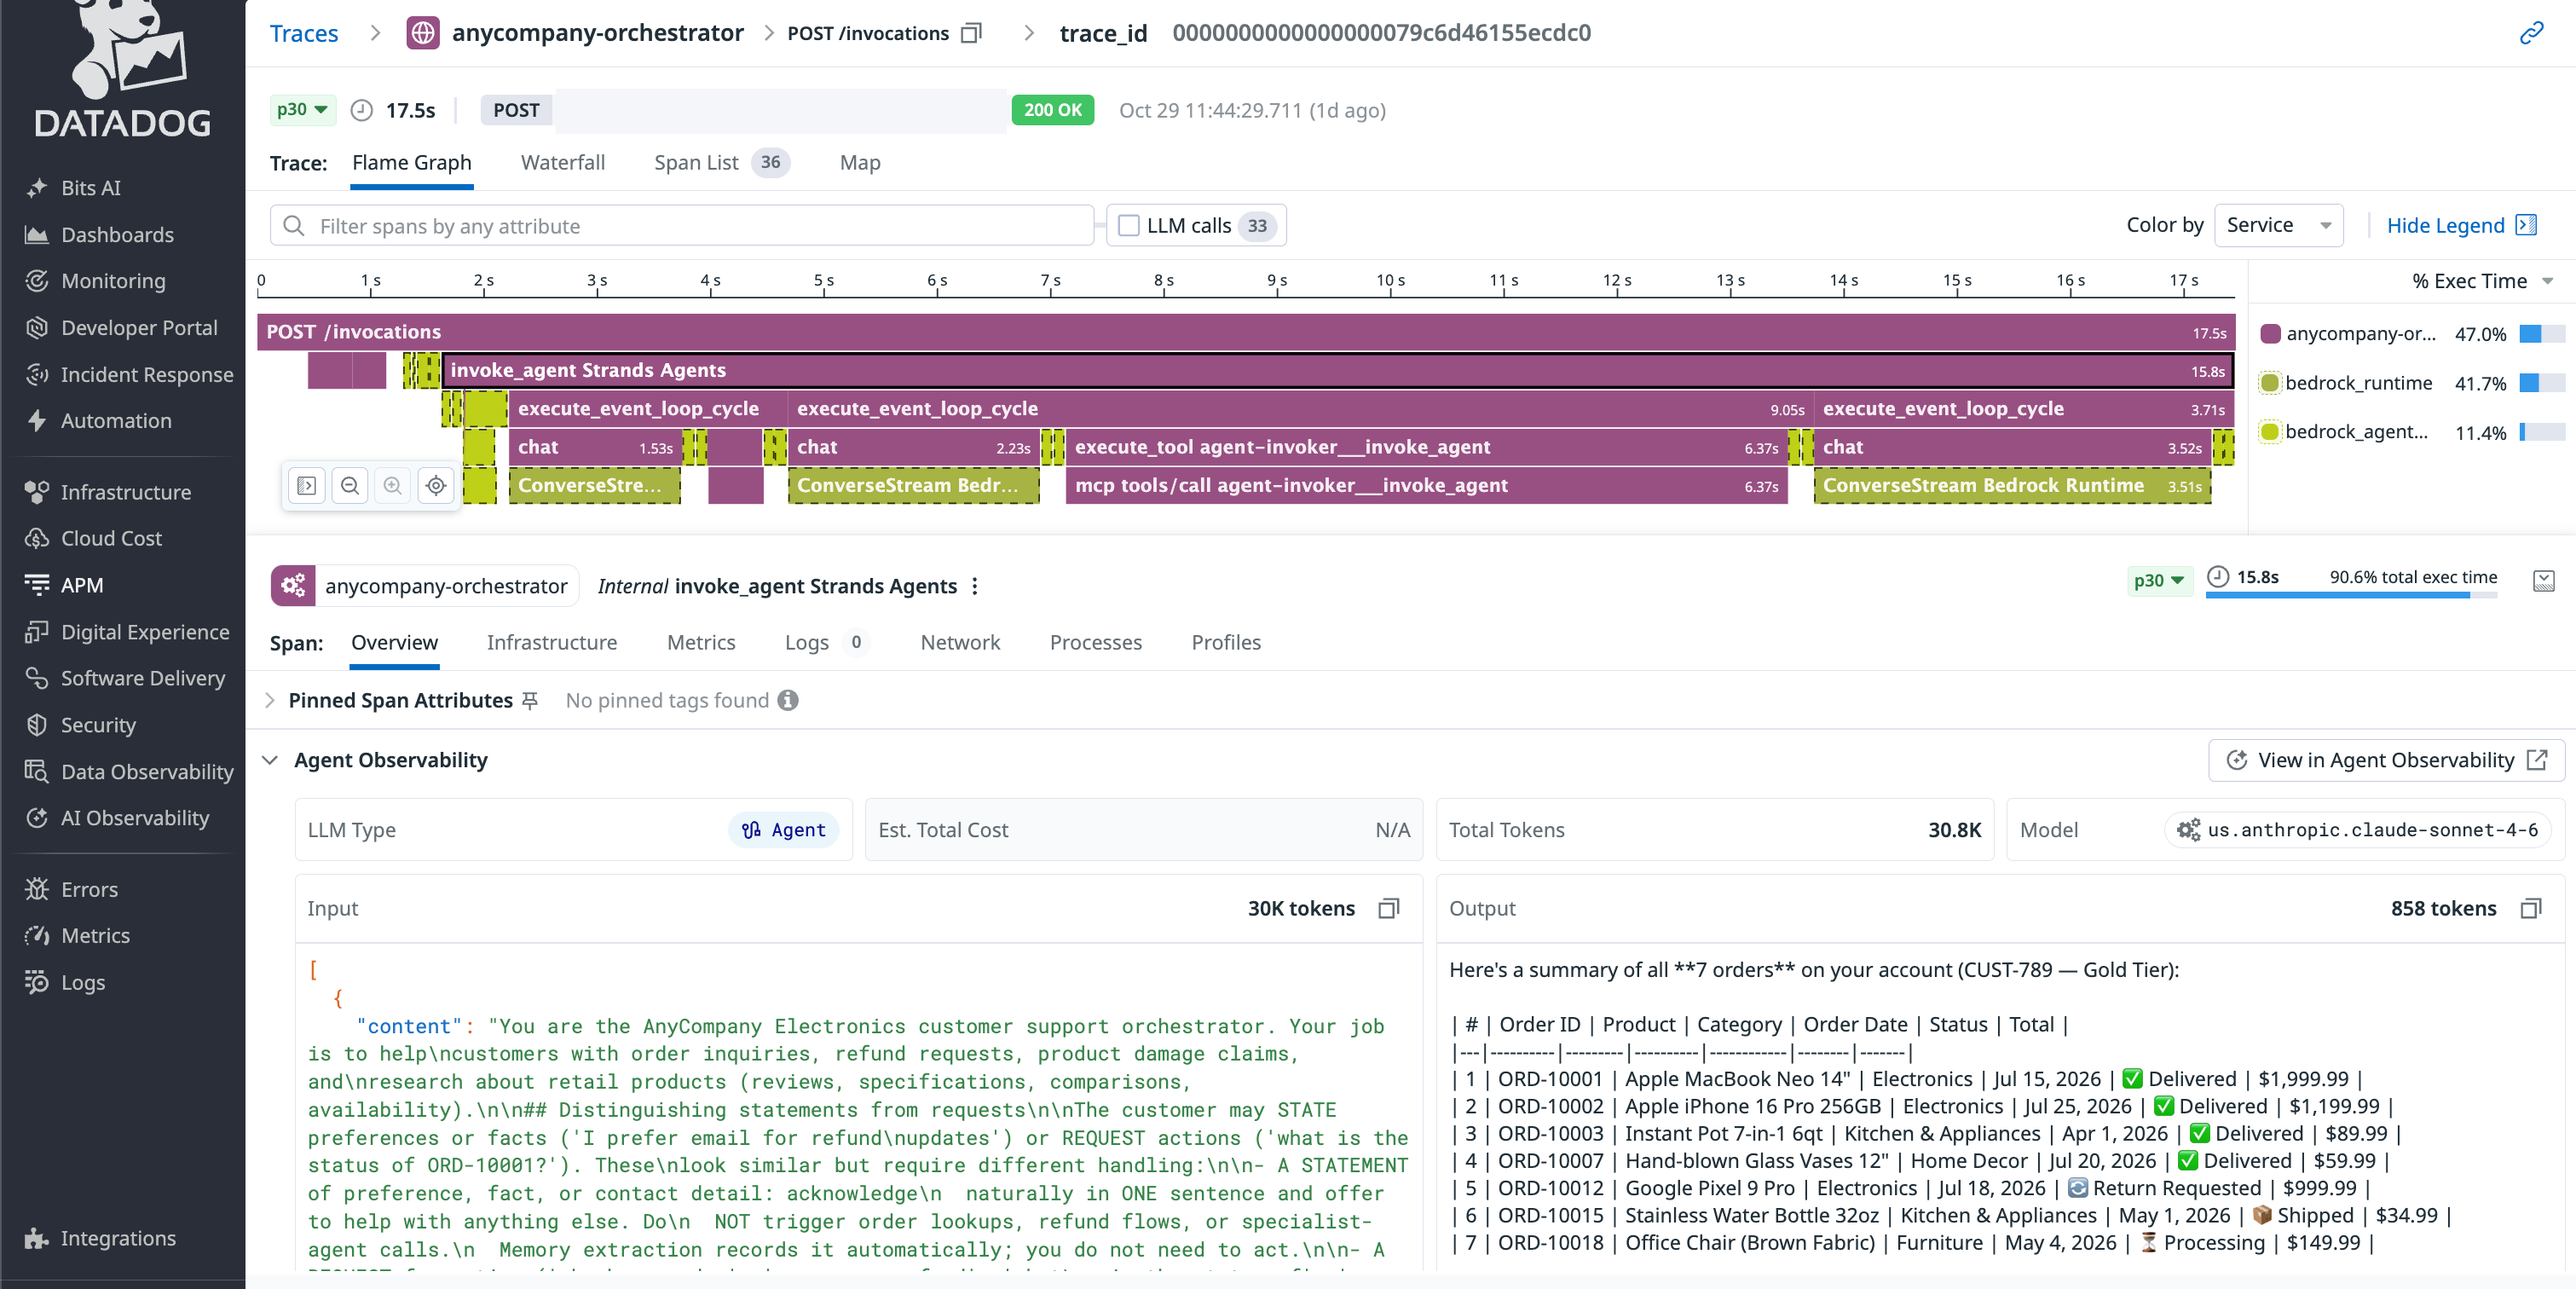 DATADOG
Bits AI
Dashboards
Monitoring
Developer Portal
Incident Response
Automation
Infrastructure
Cloud Cost
APM
Digital Experience
Software Delivery
Security
Data Observability
AI Observability
Errors
Metrics
Logs
Integrations
Traces > anycompany-orchestrator > POST /invocations > trace_id 0000000000000000079c6d46155ecdc0
p30 17.5s POST 200 OK Oct 29 11:44:29.711 (1d ago)
Trace: Flame Graph Waterfall Span List 36 Map
Filter spans by any attribute LLM calls 33 Color by Service Hide Legend
0 1 s 2 s 3 s 4 s 5 s 6 s 7 s 8 s 9 s 10 s 11 s 12 s 13 s 14 s 15 s 16 s 17 s % Exec Time
POST /invocations 17.5s anycompany-or... 47.0%
invoke_agent Strands Agents 15.8s bedrock_runtime 41.7%
execute_event_loop_cycle execute_event_loop_cycle 9.05s execute_event_loop_cycle 3.71s bedrock_agent... 11.4%
chat 1.53s chat 2.23s execute_tool agent-invoker___invoke_agent 6.37s chat 3.52s
ConverseStre... ConverseStream Bedr... mcp tools/call agent-invoker___invoke_agent 6.37s ConverseStream Bedrock Runtime 3.51s
anycompany-orchestrator Internal invoke_agent Strands Agents p30 15.8s 90.6% total exec time
Span: Overview Infrastructure Metrics Logs 0 Network Processes Profiles
Pinned Span Attributes No pinned tags found
Agent Observability View in Agent Observability
LLM Type Agent Est. Total Cost N/A Total Tokens 30.8K Model us.anthropic.claude-sonnet-4-6
Input 30K tokens
[
{
"content": "You are the AnyCompany Electronics customer support orchestrator. Your job
is to help\ncustomers with order inquiries, refund requests, product damage claims,
and\nresearch about retail products (reviews, specifications, comparisons,
availability).\n\n## Distinguishing statements from requests\n\nThe customer may STATE
preferences or facts ('I prefer email for refund\nupdates') or REQUEST actions ('what is the
status of ORD-10001?'). These\nlook similar but require different handling:\n\n- A STATEMENT
of preference, fact, or contact detail: acknowledge\n  naturally in ONE sentence and offer
to help with anything else. Do\n  NOT trigger order lookups, refund flows, or specialist-
agent calls.\n  Memory extraction records it automatically; you do not need to act.\n\n- A
Output 858 tokens
Here's a summary of all **7 orders** on your account (CUST-789 — Gold Tier):
| # | Order ID | Product | Category | Order Date | Status | Total |
|---|----------|---------|----------|------------|--------|-------|
| 1 | ORD-10001 | Apple MacBook Neo 14" | Electronics | Jul 15, 2026 | ✅ Delivered | $1,999.99 |
| 2 | ORD-10002 | Apple iPhone 16 Pro 256GB | Electronics | Jul 25, 2026 | ✅ Delivered | $1,199.99 |
| 3 | ORD-10003 | Instant Pot 7-in-1 6qt | Kitchen & Appliances | Apr 1, 2026 | ✅ Delivered | $89.99 |
| 4 | ORD-10007 | Hand-blown Glass Vases 12" | Home Decor | Jul 20, 2026 | ✅ Delivered | $59.99 |
| 5 | ORD-10012 | Google Pixel 9 Pro | Electronics | Jul 18, 2026 | 🔄 Return Requested | $999.99 |
| 6 | ORD-10015 | Stainless Water Bottle 32oz | Kitchen & Appliances | May 1, 2026 | 📦 Shipped | $34.99 |
| 7 | ORD-10018 | Office Chair (Brown Fabric) | Furniture | May 4, 2026 | ⏳ Processing | $149.99 |